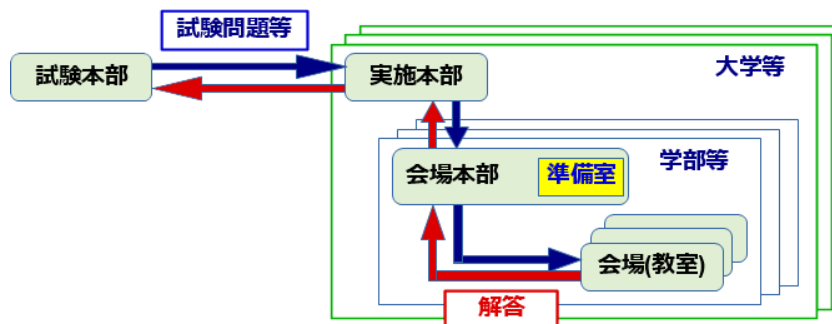 試験問題等
試験本部
実施本部
大学等
学部等
会場本部
準備室
会場(教室)
解答